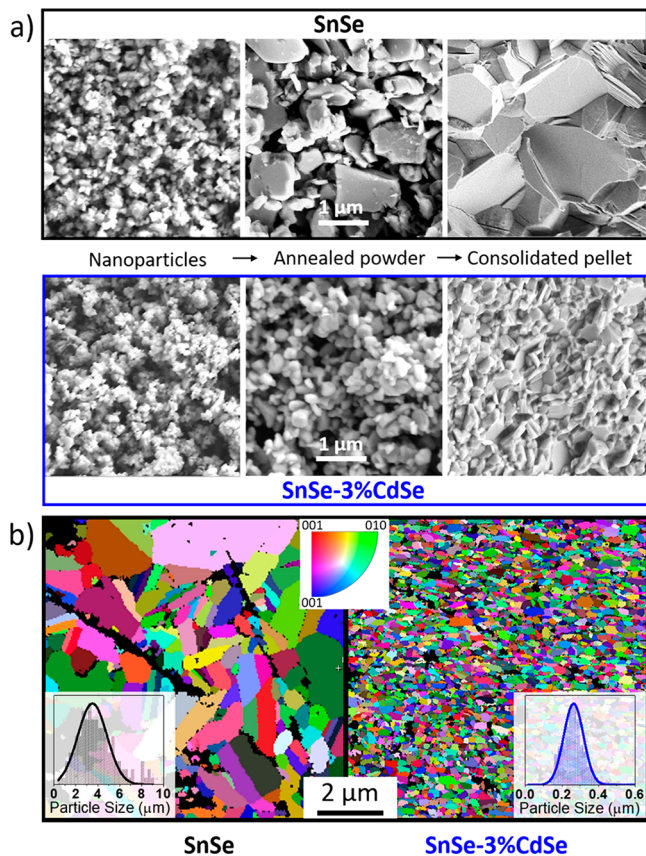 a)
SnSe
1 μm
Nanoparticles → Annealed powder → Consolidated pellet
1 μm
SnSe-3%CdSe
b)
001 010
001
0 2 4 6 8 10
Particle Size (μm)
2 μm
0.0 0.2 0.4 0.6
Particle Size (μm)
SnSe SnSe-3%CdSe